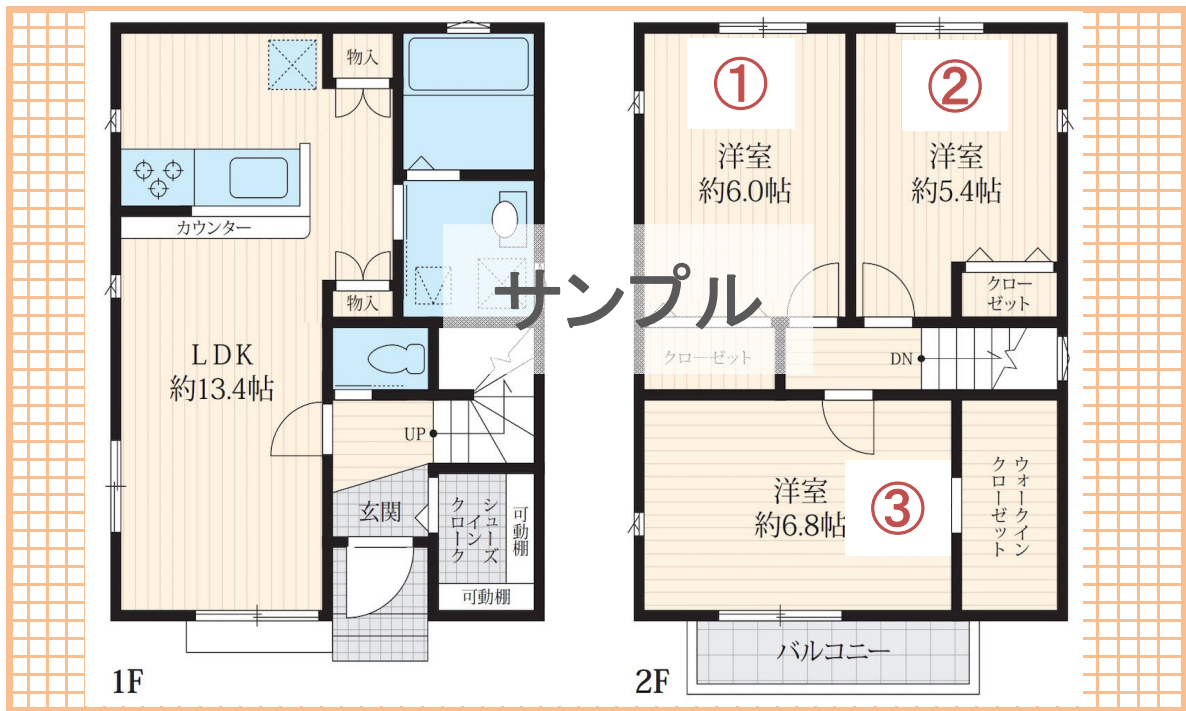 物入
カウンター
物入
LDK
約13.4帖
UP
玄関
シューズ
イン
クローク
可動棚
可動棚
1F
①
洋室
約6.0帖
②
洋室
約5.4帖
クロー
ゼット
クローゼット
DN
洋室
約6.8帖
③
ウォークイン
クローゼット
バルコニー
2F
サンプル